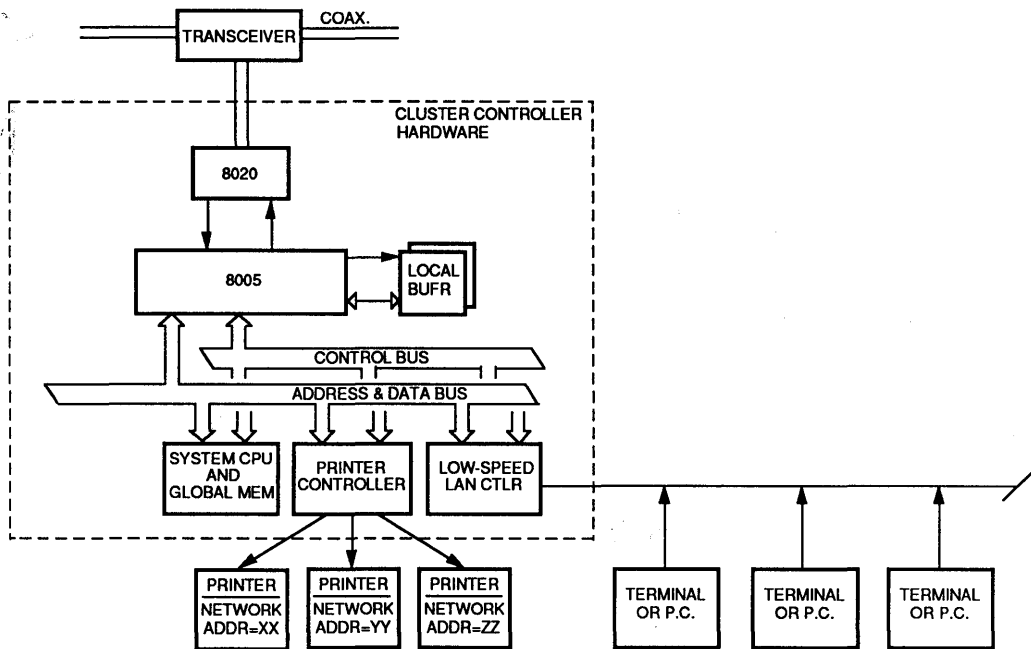 COAX.
TRANSCEIVER
CLUSTER CONTROLLER
HARDWARE
8020
8005
LOCAL
BUFR
CONTROL BUS
ADDRESS & DATA BUS
SYSTEM CPU
AND
GLOBAL MEM
PRINTER
CONTROLLER
LOW-SPEED
LAN CTLR
PRINTER
NETWORK
ADDR=XX
PRINTER
NETWORK
ADDR=YY
PRINTER
NETWORK
ADDR=ZZ
TERMINAL
OR P.C.
TERMINAL
OR P.C.
TERMINAL
OR P.C.